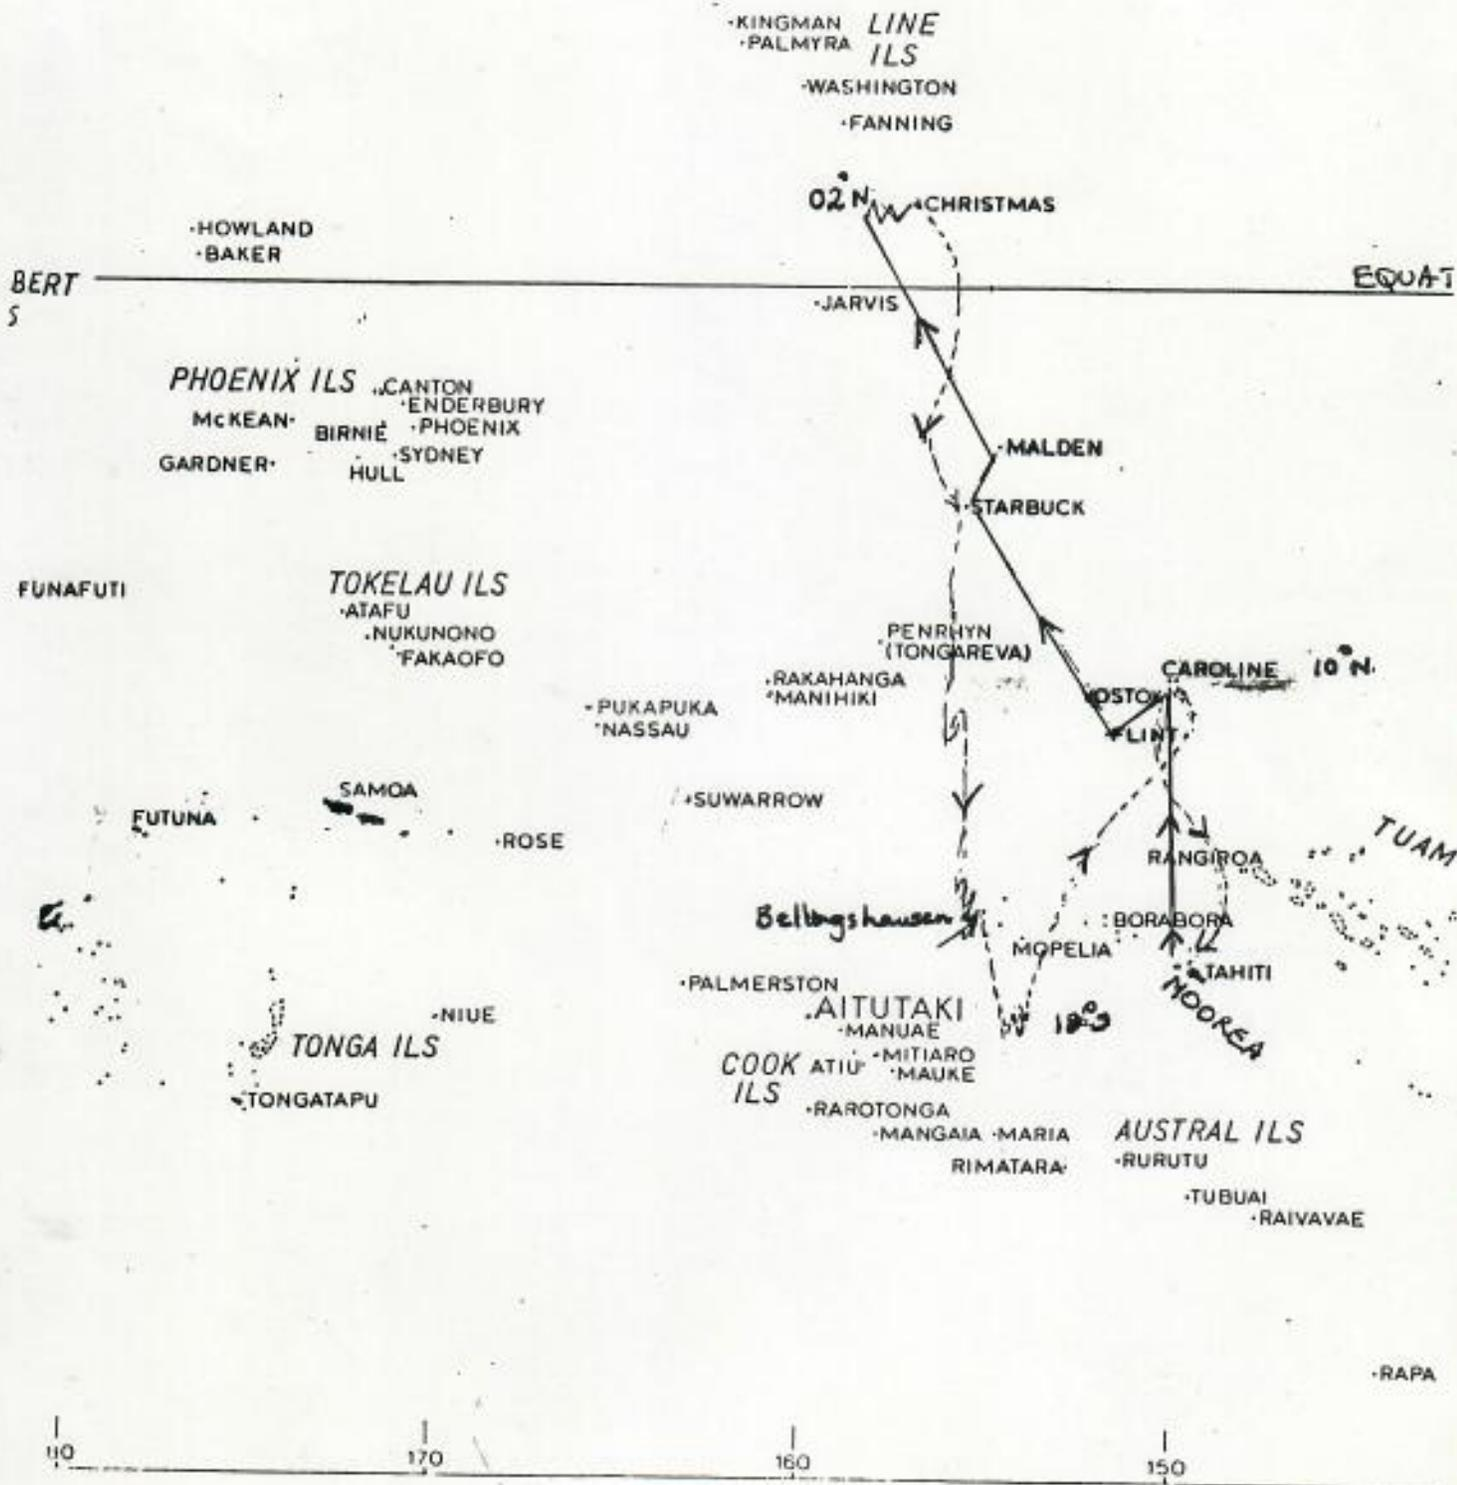 KINGMAN LINE
PALMYRA ILS
WASHINGTON
FANNING
02°N CHRISTMAS
HOWLAND
BAKER
BERT EQUAT
S JARVIS
PHOENIX ILS CANTON
ENDERBURY
McKEAN BIRNIE PHOENIX
MALDEN
GARDNER SYDNEY
HULL
STARBUCK
FUNAFUTI TOKELAU ILS
ATAFU
NUKUNONO PENRHYN
FAKAOFO (TONGAREVA)
CAROLINE 10°N.
RAKAHANGA
MANIHIKI OSTOK
PUKAPUKA
NASSAU FLINT
SAMOA SUWARROW
FUTUNA
ROSE TUAM
RANGIROA
Bellingshausen BORABORA
MOPELIA
PALMERSTON TAHITI
AITUTAKI MOOREA
NIUE MANUAE
TONGA ILS COOK ATIU MITIARO
ILS MAUKE
TONGATAPU RAROTONGA
MANGAIA MARIA AUSTRAL ILS
RIMATARA RURUTU
TUBUAI
RAIVAVAE
RAPA
170 160 150